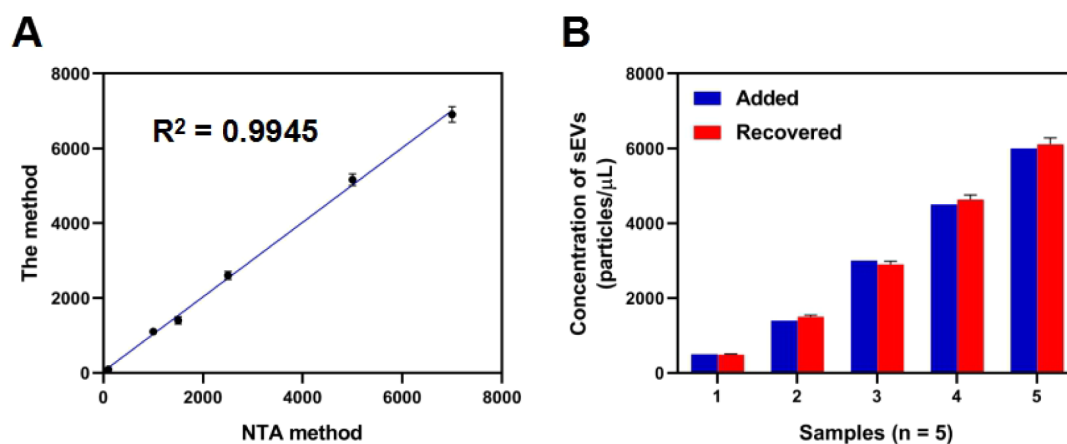 A
8000
6000
4000
2000
0
The method
R² = 0.9945
0 2000 4000 6000 8000
NTA method
B
8000
6000
4000
2000
0
Concentration of sEVs
(particles/μL)
Added
Recovered
1 2 3 4 5
Samples (n = 5)